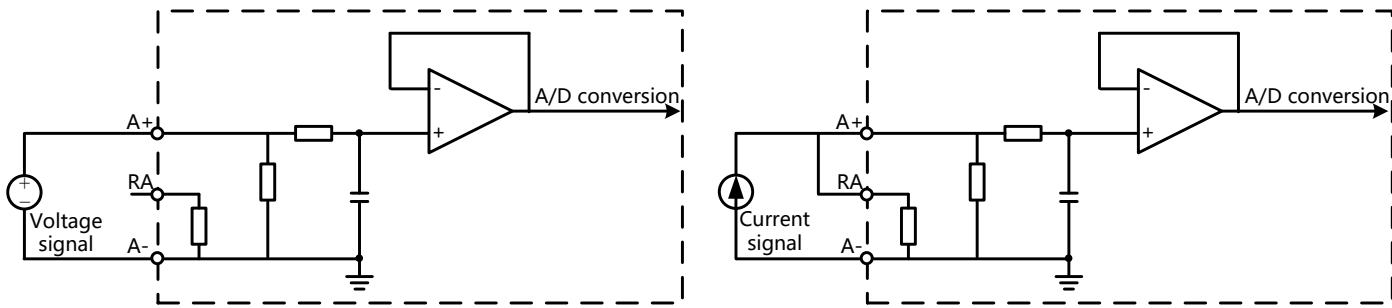 A+
RA
A-
+
−
Voltage
signal
-
+
A/D conversion
A+
RA
A-
Current
signal
-
+
A/D conversion